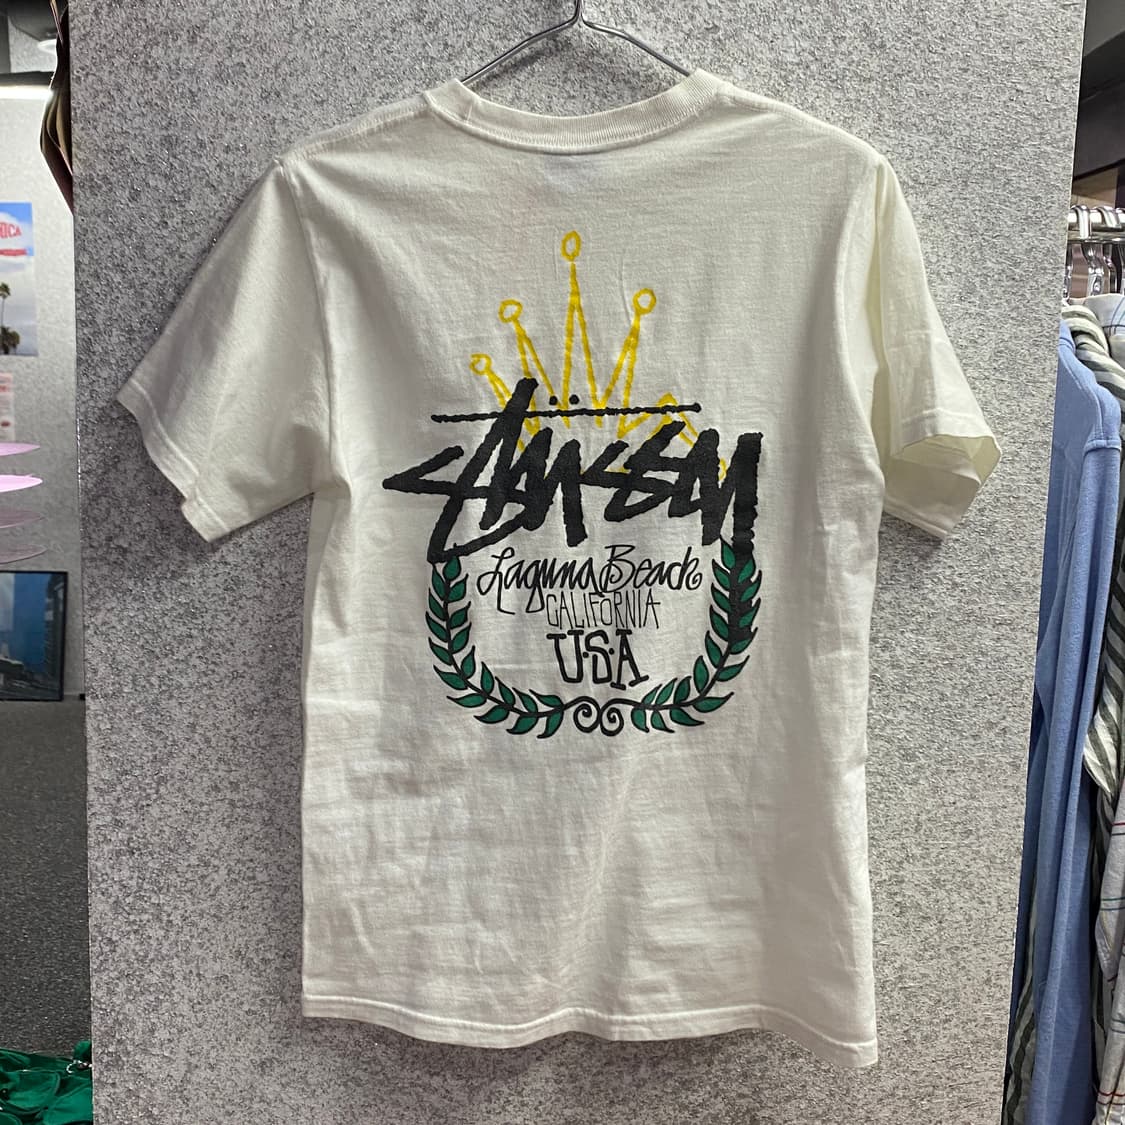 Stüssy
Laguna Beach
CALIFORNIA
U·S·A